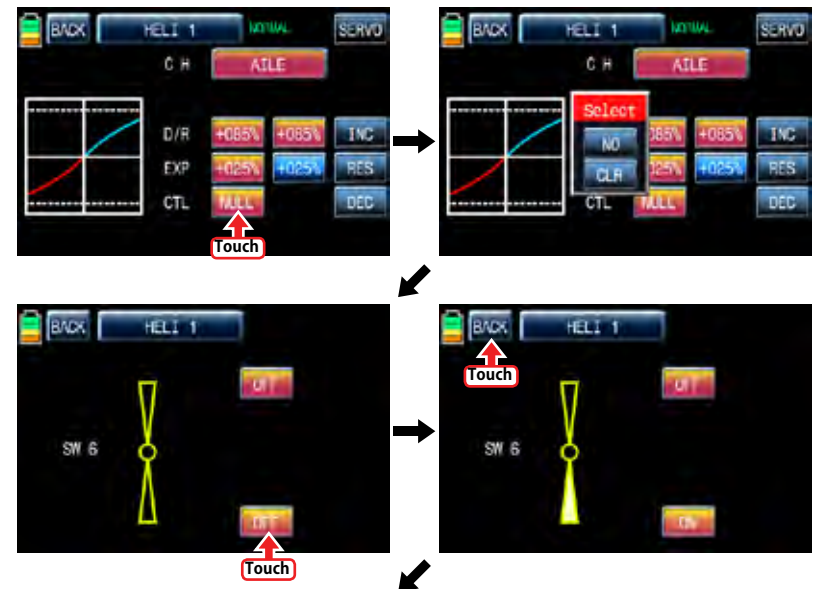 BACK HELI 1 NORMAL SERVO
CH AILE
D/R +085% +085% INC
EXP +025% +025% RES
CTL NULL DEC
Touch
BACK HELI 1 NORMAL SERVO
CH AILE
Select
NO
CLR
085% +085% INC
025% +025% RES
CTL NULL DEC
BACK HELI 1
OFF
SW 6
OFF
Touch
BACK HELI 1
Touch
OFF
SW 6
ON